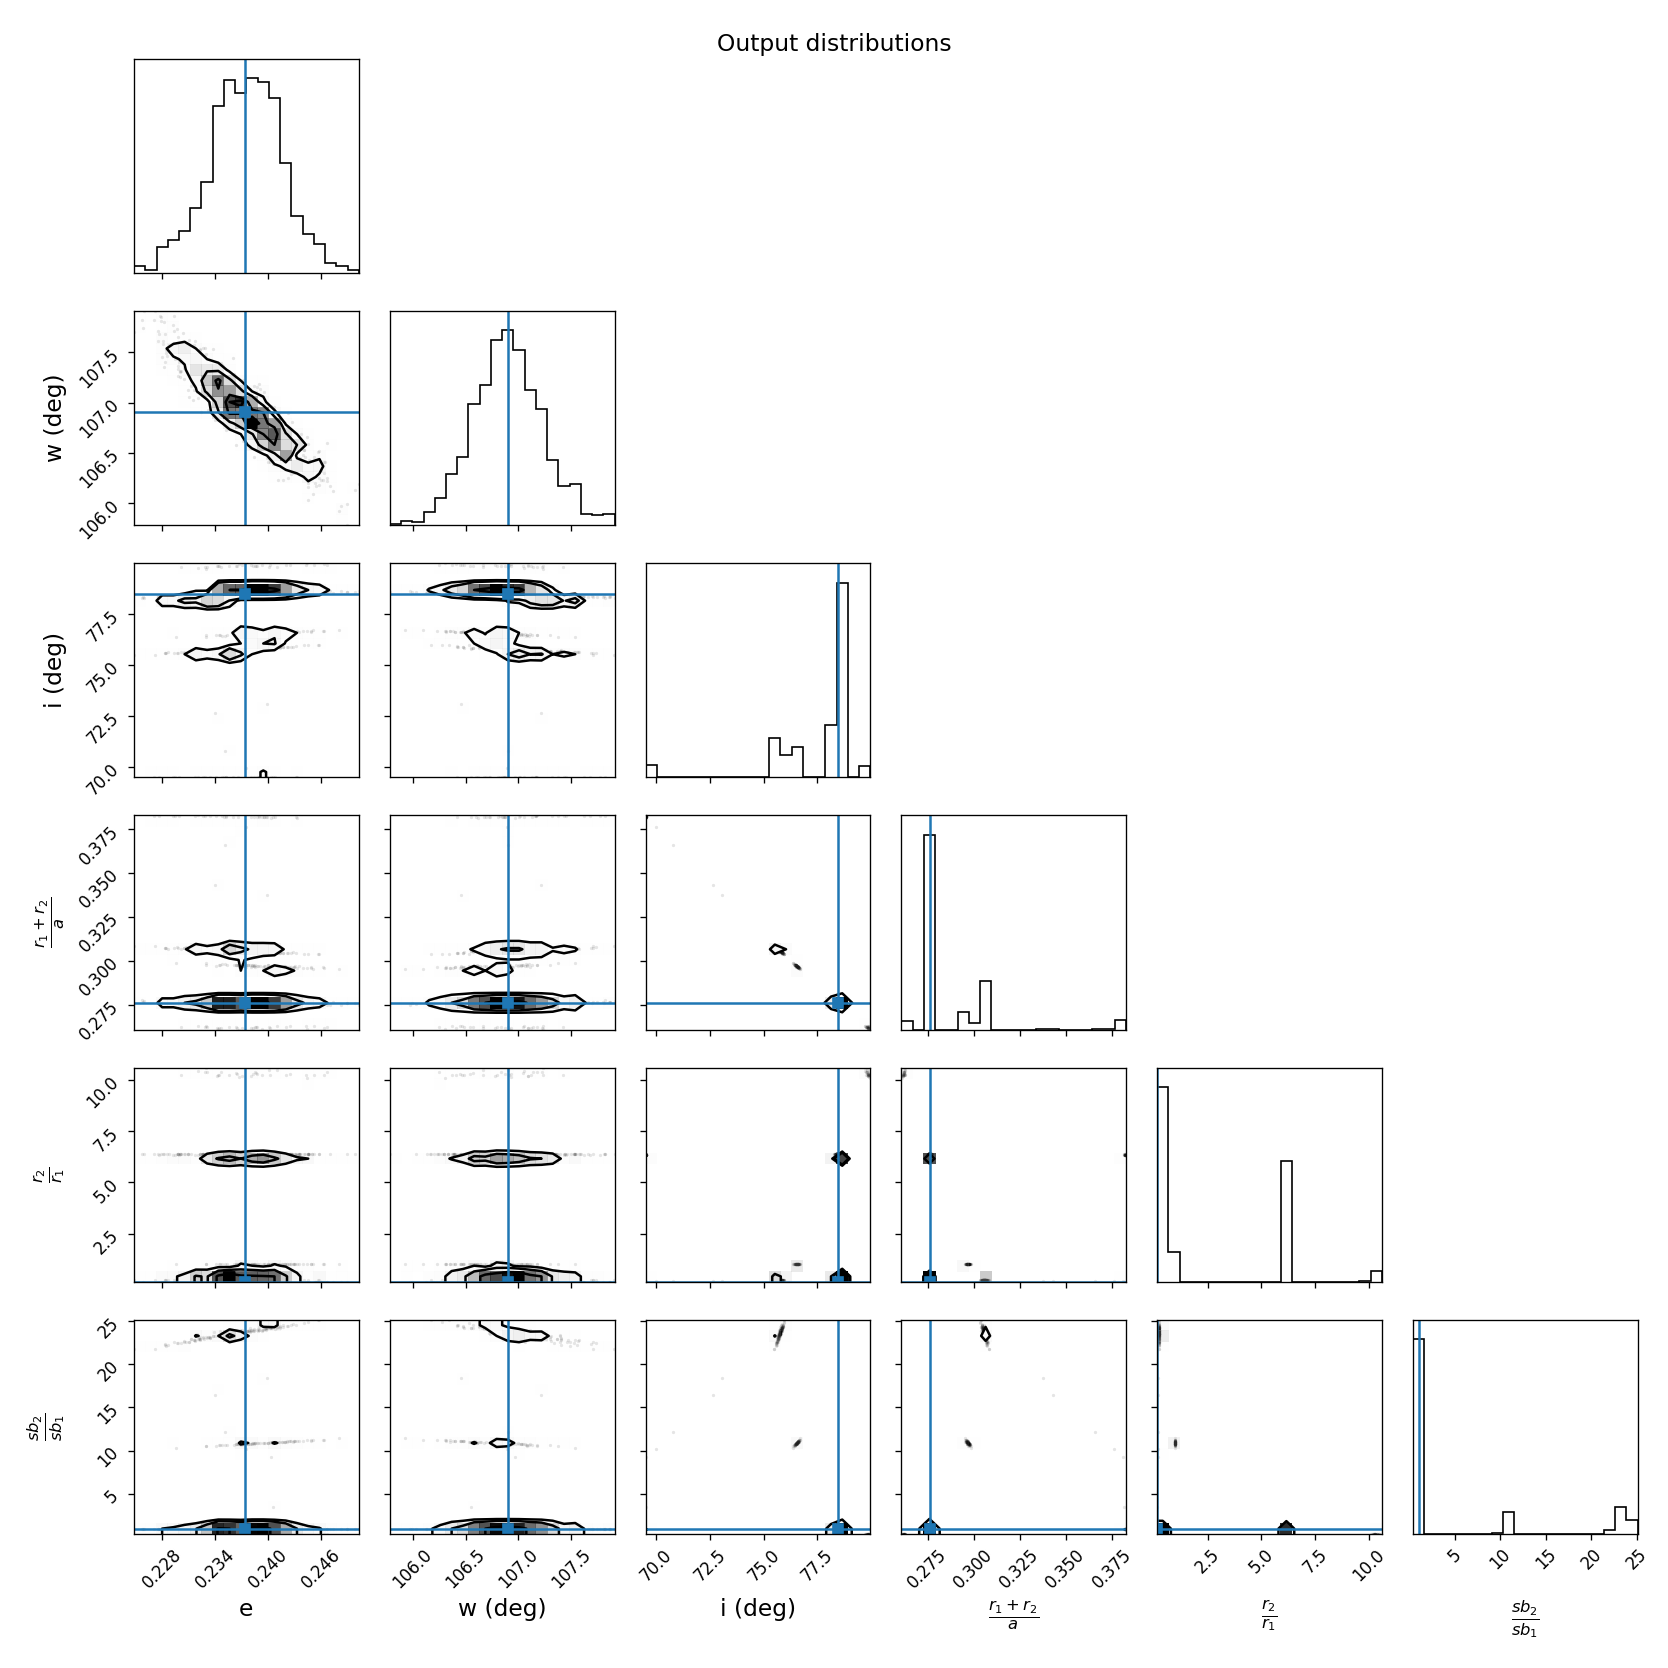 Output distributions
w (deg)
107.5
107.0
106.5
106.0
i (deg)
77.5
75.0
72.5
70.0
r1 + r2
a
0.375
0.350
0.325
0.300
0.275
r2
r1
10.0
7.5
5.0
2.5
sb2
sb1
25
20
15
10
5
0.228 0.234 0.240 0.246
106.0 106.5 107.0 107.5
70.0 72.5 75.0 77.5
0.275 0.300 0.325 0.350 0.375
2.5 5.0 7.5 10.0
5 10 15 20 25
e
w (deg)
i (deg)
r1 + r2
a
r2
r1
sb2
sb1